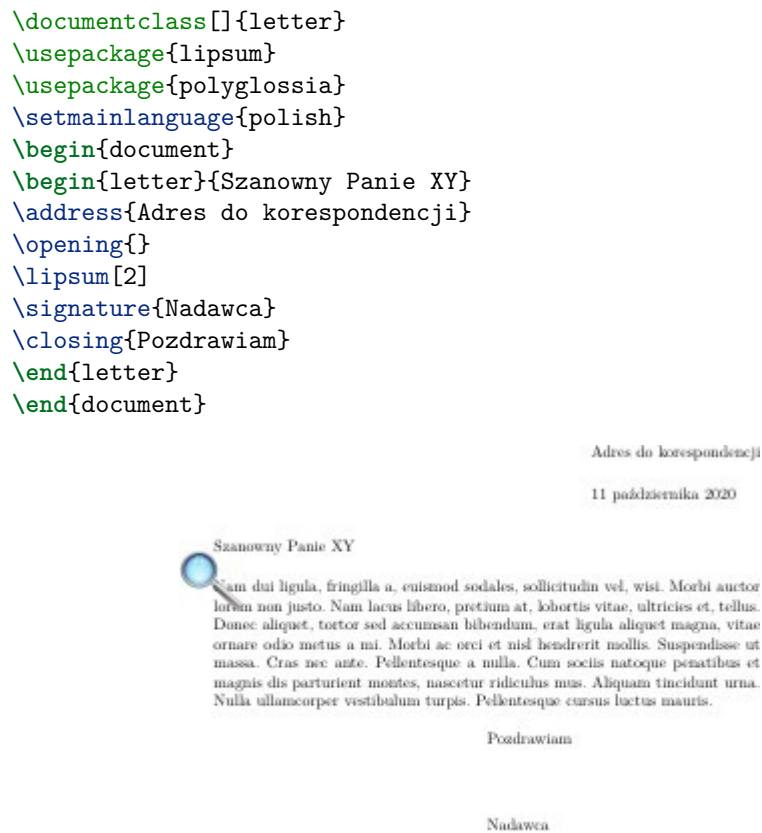 \documentclass[]{letter}
\usepackage{lipsum}
\usepackage{polyglossia}
\setmainlanguage{polish}
\begin{document}
\begin{letter}{Szanowny Panie XY}
\address{Adres do korespondencji}
\opening{}
\lipsum[2]
\signature{Nadawca}
\closing{Pozdrawiam}
\end{letter}
\end{document}
Adres do korespondencji
11 października 2020
Szanowny Panie XY
Nam dui ligula, fringilla a, euismod sodales, sollicitudin vel, wisi. Morbi auctor
lorem non justo. Nam lacus libero, pretium at, lobortis vitae, ultricies et, tellus.
Donec aliquet, tortor sed accumsan bibendum, erat ligula aliquet magna, vitae
ornare odio metus a mi. Morbi ac orci et nisl hendrerit mollis. Suspendisse ut
massa. Cras nec ante. Pellentesque a nulla. Cum sociis natoque penatibus et
magnis dis parturient montes, nascetur ridiculus mus. Aliquam tincidunt urna.
Nulla ullamcorper vestibulum turpis. Pellentesque cursus luctus mauris.
Pozdrawiam
Nadawca